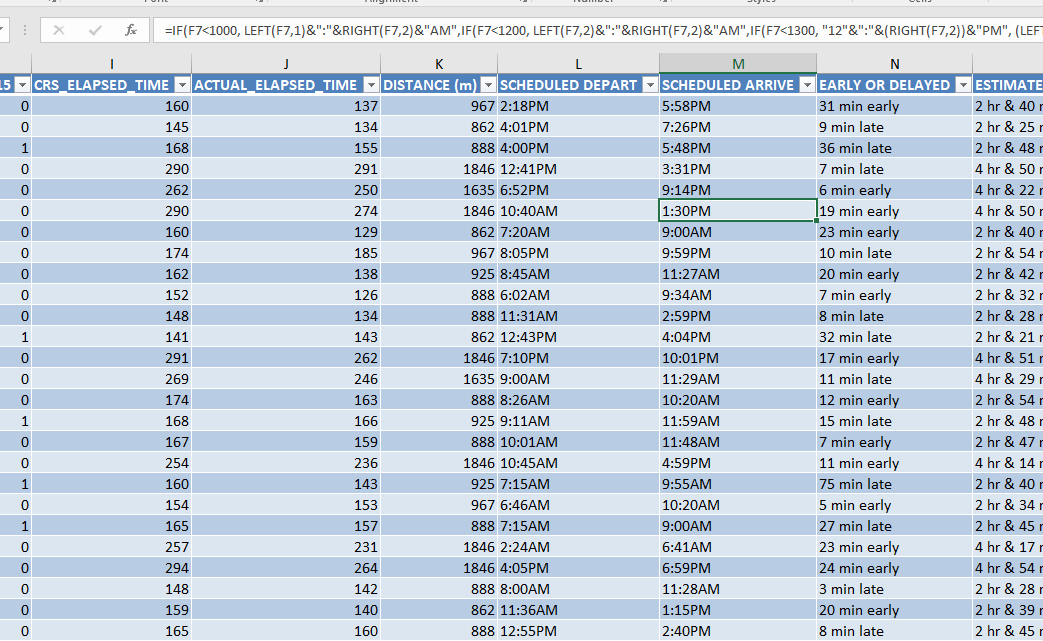 =IF(F7<1000, LEFT(F7,1)&":"&RIGHT(F7,2)&"AM",IF(F7<1200, LEFT(F7,2)&":"&RIGHT(F7,2)&"AM",IF(F7<1300, "12"&":"&(RIGHT(F7,2))&"PM", (LEF
I J K L M N
15 CRS_ELAPSED_TIME ACTUAL_ELAPSED_TIME DISTANCE (m) SCHEDULED DEPART SCHEDULED ARRIVE EARLY OR DELAYED ESTIMATE
0 160 137 967 2:18PM 5:58PM 31 min early 2 hr & 40
0 145 134 862 4:01PM 7:26PM 9 min late 2 hr & 25
1 168 155 888 4:00PM 5:48PM 36 min late 2 hr & 48
0 290 291 1846 12:41PM 3:31PM 7 min late 4 hr & 50
0 262 250 1635 6:52PM 9:14PM 6 min early 4 hr & 22
0 290 274 1846 10:40AM 1:30PM 19 min early 4 hr & 50
0 160 129 862 7:20AM 9:00AM 23 min early 2 hr & 40
0 174 185 967 8:05PM 9:59PM 10 min late 2 hr & 54
0 162 138 925 8:45AM 11:27AM 20 min early 2 hr & 42
0 152 126 888 6:02AM 9:34AM 7 min early 2 hr & 32
0 148 134 888 11:31AM 2:59PM 8 min late 2 hr & 28
1 141 143 862 12:43PM 4:04PM 32 min late 2 hr & 21
0 291 262 1846 7:10PM 10:01PM 17 min early 4 hr & 51
0 269 246 1635 9:00AM 11:29AM 11 min late 4 hr & 29
0 174 163 888 8:26AM 10:20AM 12 min early 2 hr & 54
1 168 166 925 9:11AM 11:59AM 15 min late 2 hr & 48
0 167 159 888 10:01AM 11:48AM 7 min early 2 hr & 47
0 254 236 1846 10:45AM 4:59PM 11 min early 4 hr & 14
1 160 143 925 7:15AM 9:55AM 75 min late 2 hr & 40
0 154 153 967 6:46AM 10:20AM 5 min early 2 hr & 34
1 165 157 888 7:15AM 9:00AM 27 min late 2 hr & 45
0 257 231 1846 2:24AM 6:41AM 23 min early 4 hr & 17
0 294 264 1846 4:05PM 6:59PM 24 min early 4 hr & 54
0 148 142 888 8:00AM 11:28AM 3 min late 2 hr & 28
0 159 140 862 11:36AM 1:15PM 20 min early 2 hr & 39
0 165 160 888 12:55PM 2:40PM 8 min late 2 hr & 45